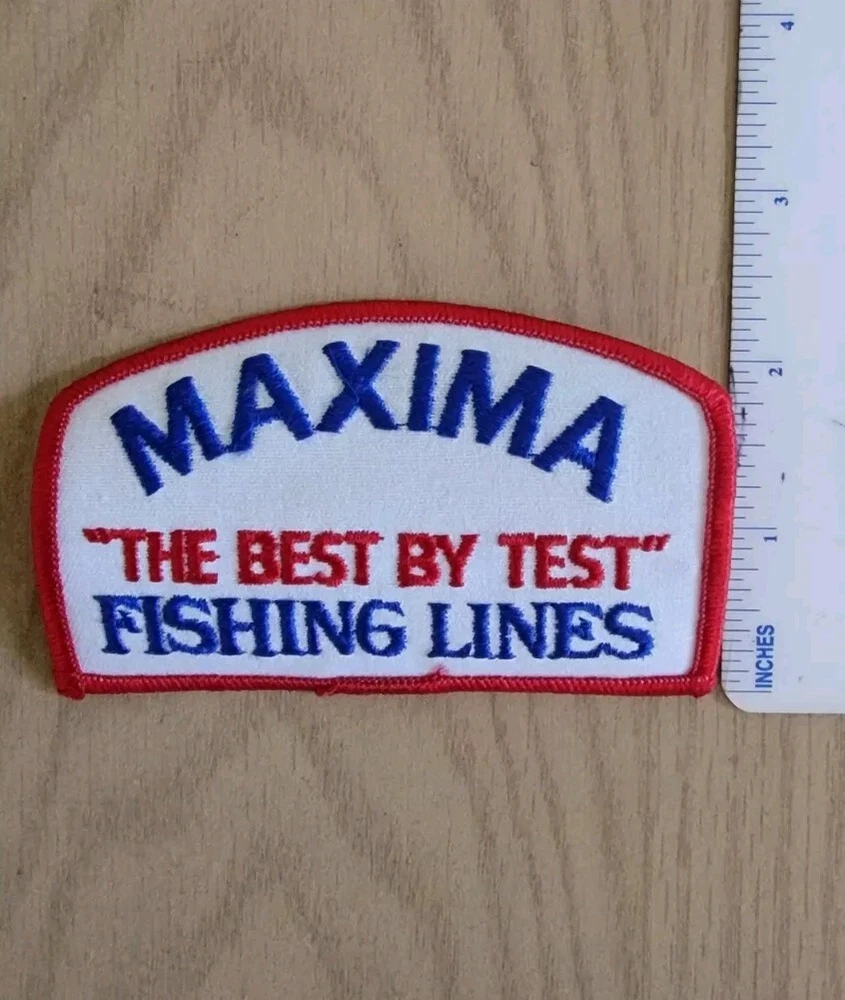 MAXIMA
"THE BEST BY TEST"
FISHING LINES
4
3
2
1
INCHES